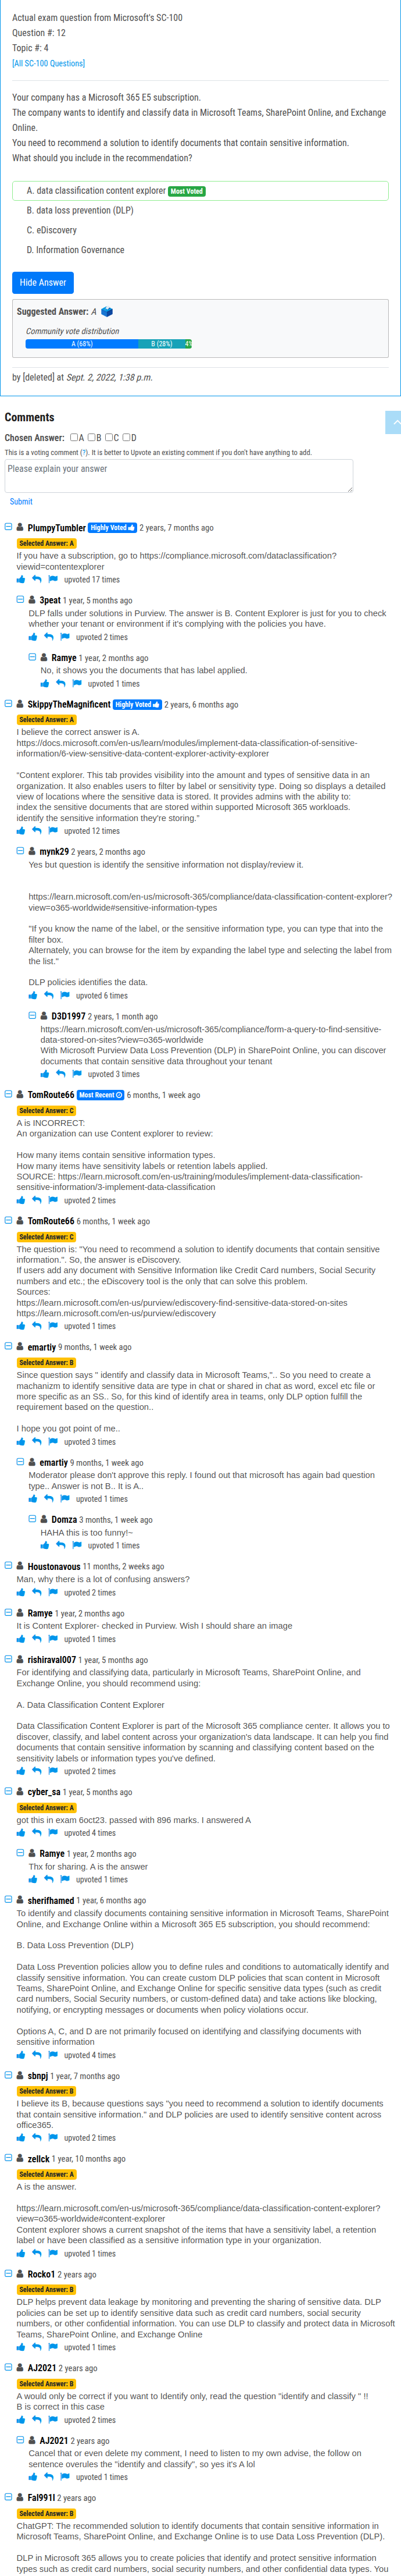 Actual exam question from Microsoft's SC-100
Question #: 12
Topic #: 4
[All SC-100 Questions]
Your company has a Microsoft 365 E5 subscription.
The company wants to identify and classify data in Microsoft Teams, SharePoint Online, and Exchange
Online.
You need to recommend a solution to identify documents that contain sensitive information.
What should you include in the recommendation?
A. data classification content explorer Most Voted
B. data loss prevention (DLP)
C. eDiscovery
D. Information Governance
Hide Answer
Suggested Answer: A
Community vote distribution
A (68%) B (28%) 4%
by [deleted] at Sept. 2, 2022, 1:38 p.m.
Comments
Chosen Answer: A B C D
This is a voting comment (?). It is better to Upvote an existing comment if you don't have anything to add.
Please explain your answer
Submit
PlumpyTumbler Highly Voted 2 years, 7 months ago
Selected Answer: A
If you have a subscription, go to https://compliance.microsoft.com/dataclassification?
viewid=contentexplorer
upvoted 17 times
3peat 1 year, 5 months ago
DLP falls under solutions in Purview. The answer is B. Content Explorer is just for you to check
whether your tenant or environment if it's complying with the policies you have.
upvoted 2 times
Ramye 1 year, 2 months ago
No, it shows you the documents that has label applied.
upvoted 1 times
SkippyTheMagnificent Highly Voted 2 years, 6 months ago
Selected Answer: A
I believe the correct answer is A.
https://docs.microsoft.com/en-us/learn/modules/implement-data-classification-of-sensitive-
information/6-view-sensitive-data-content-explorer-activity-explorer
"Content explorer. This tab provides visibility into the amount and types of sensitive data in an
organization. It also enables users to filter by label or sensitivity type. Doing so displays a detailed
view of locations where the sensitive data is stored. It provides admins with the ability to:
index the sensitive documents that are stored within supported Microsoft 365 workloads.
identify the sensitive information they're storing."
upvoted 12 times
mynk29 2 years, 2 months ago
Yes but question is identify the sensitive information not display/review it.
https://learn.microsoft.com/en-us/microsoft-365/compliance/data-classification-content-explorer?
view=o365-worldwide#sensitive-information-types
"If you know the name of the label, or the sensitive information type, you can type that into the
filter box.
Alternately, you can browse for the item by expanding the label type and selecting the label from
the list."
DLP policies identifies the data.
upvoted 6 times
D3D1997 2 years, 1 month ago
https://learn.microsoft.com/en-us/microsoft-365/compliance/form-a-query-to-find-sensitive-
data-stored-on-sites?view=o365-worldwide
With Microsoft Purview Data Loss Prevention (DLP) in SharePoint Online, you can discover
documents that contain sensitive data throughout your tenant
upvoted 3 times
TomRoute66 Most Recent 6 months, 1 week ago
Selected Answer: C
A is INCORRECT:
An organization can use Content explorer to review:
How many items contain sensitive information types.
How many items have sensitivity labels or retention labels applied.
SOURCE: https://learn.microsoft.com/en-us/training/modules/implement-data-classification-
sensitive-information/3-implement-data-classification
upvoted 2 times
TomRoute66 6 months, 1 week ago
Selected Answer: C
The question is: "You need to recommend a solution to identify documents that contain sensitive
information.". So, the answer is eDiscovery.
If users add any document with Sensitive Information like Credit Card numbers, Social Security
numbers and etc.; the eDiscovery tool is the only that can solve this problem.
Sources:
https://learn.microsoft.com/en-us/purview/ediscovery-find-sensitive-data-stored-on-sites
https://learn.microsoft.com/en-us/purview/ediscovery
upvoted 1 times
emartiy 9 months, 1 week ago
Selected Answer: B
Since question says " identify and classify data in Microsoft Teams,".. So you need to create a
machanizm to identify sensitive data are type in chat or shared in chat as word, excel etc file or
more specific as an SS.. So, for this kind of identify area in teams, only DLP option fulfill the
requirement based on the question..
I hope you got point of me..
upvoted 3 times
emartiy 9 months, 1 week ago
Moderator please don't approve this reply. I found out that microsoft has again bad question
type.. Answer is not B.. It is A..
upvoted 1 times
Domza 3 months, 1 week ago
HAHA this is too funny!~
upvoted 1 times
Houstonavous 11 months, 2 weeks ago
Man, why there is a lot of confusing answers?
upvoted 2 times
Ramye 1 year, 2 months ago
It is Content Explorer- checked in Purview. Wish I should share an image
upvoted 1 times
rishiraval007 1 year, 5 months ago
For identifying and classifying data, particularly in Microsoft Teams, SharePoint Online, and
Exchange Online, you should recommend using:
A. Data Classification Content Explorer
Data Classification Content Explorer is part of the Microsoft 365 compliance center. It allows you to
discover, classify, and label content across your organization's data landscape. It can help you find
documents that contain sensitive information by scanning and classifying content based on the
sensitivity labels or information types you've defined.
upvoted 2 times
cyber_sa 1 year, 5 months ago
Selected Answer: A
got this in exam 6oct23. passed with 896 marks. I answered A
upvoted 4 times
Ramye 1 year, 2 months ago
Thx for sharing. A is the answer
upvoted 1 times
sherifhamed 1 year, 6 months ago
To identify and classify documents containing sensitive information in Microsoft Teams, SharePoint
Online, and Exchange Online within a Microsoft 365 E5 subscription, you should recommend:
B. Data Loss Prevention (DLP)
Data Loss Prevention policies allow you to define rules and conditions to automatically identify and
classify sensitive information. You can create custom DLP policies that scan content in Microsoft
Teams, SharePoint Online, and Exchange Online for specific sensitive data types (such as credit
card numbers, Social Security numbers, or custom-defined data) and take actions like blocking,
notifying, or encrypting messages or documents when policy violations occur.
Options A, C, and D are not primarily focused on identifying and classifying documents with
sensitive information
upvoted 4 times
sbnpj 1 year, 7 months ago
Selected Answer: B
I believe its B, because questions says "you need to recommend a solution to identify documents
that contain sensitive information." and DLP policies are used to identify sensitive content across
office365.
upvoted 2 times
zellck 1 year, 10 months ago
Selected Answer: A
A is the answer.
https://learn.microsoft.com/en-us/microsoft-365/compliance/data-classification-content-explorer?
view=o365-worldwide#content-explorer
Content explorer shows a current snapshot of the items that have a sensitivity label, a retention
label or have been classified as a sensitive information type in your organization.
upvoted 1 times
Rocko1 2 years ago
Selected Answer: B
DLP helps prevent data leakage by monitoring and preventing the sharing of sensitive data. DLP
policies can be set up to identify sensitive data such as credit card numbers, social security
numbers, or other confidential information. You can use DLP to classify and protect data in Microsoft
Teams, SharePoint Online, and Exchange Online
upvoted 1 times
AJ2021 2 years ago
Selected Answer: B
A would only be correct if you want to Identify only, read the question "identify and classify " !!
B is correct in this case
upvoted 2 times
AJ2021 2 years ago
Cancel that or even delete my comment, I need to listen to my own advise, the follow on
sentence overules the "identify and classify", so yes it's A lol
upvoted 1 times
Fal991l 2 years ago
Selected Answer: B
ChatGPT: The recommended solution to identify documents that contain sensitive information in
Microsoft Teams, SharePoint Online, and Exchange Online is to use Data Loss Prevention (DLP).
DLP in Microsoft 365 allows you to create policies that identify and protect sensitive information
types such as credit card numbers, social security numbers, and other confidential data types. You